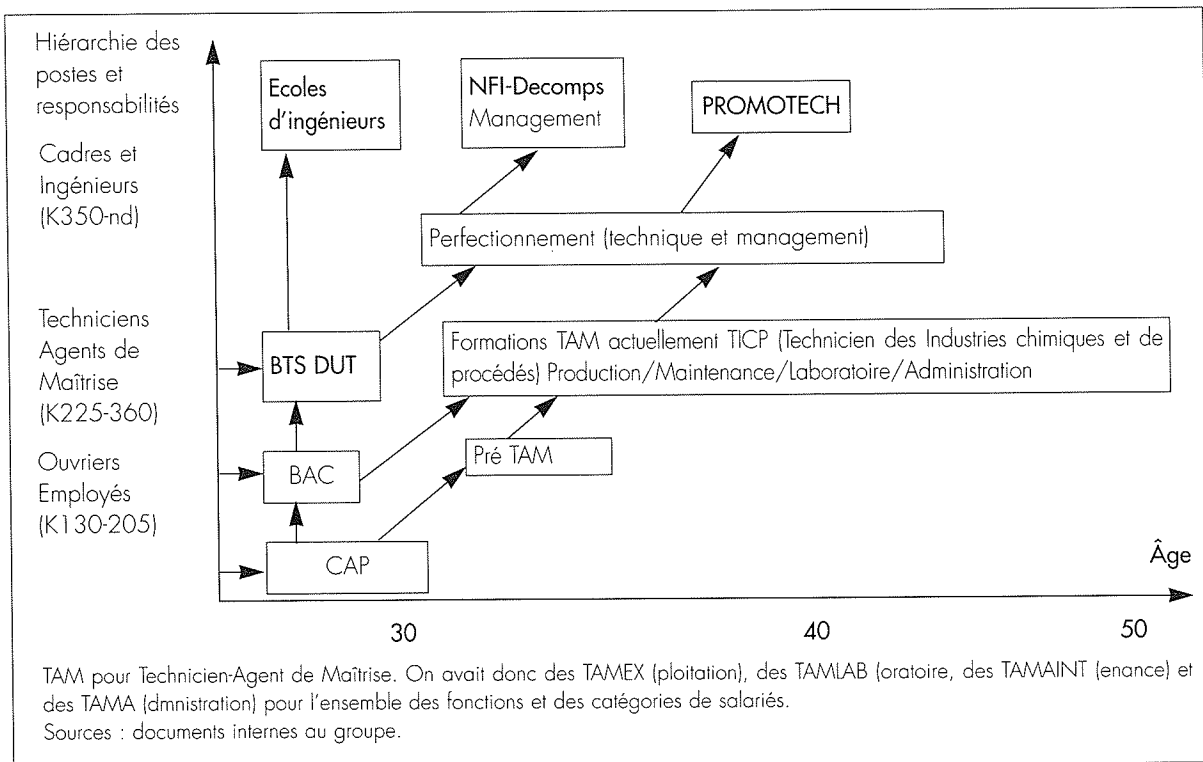 Hiérarchie des
postes et
responsabilités
Cadres et
Ingénieurs
(K350-nd)
Techniciens
Agents de
Maîtrise
(K225-360)
Ouvriers
Employés
(K130-205)
Ecoles
d'ingénieurs
NFI-Decomps
Management
PROMOTECH
Perfectionnement (technique et management)
BTS DUT
Formations TAM actuellement TICP (Technicien des Industries chimiques et de
procédés) Production/Maintenance/Laboratoire/Administration
BAC
Pré TAM
CAP
Âge
30
40
50
TAM pour Technicien-Agent de Maîtrise. On avait donc des TAMEX (ploitation), des TAMLAB (oratoire, des TAMAINT (enance) et
des TAMA (dmnistration) pour l'ensemble des fonctions et des catégories de salariés.
Sources : documents internes au groupe.